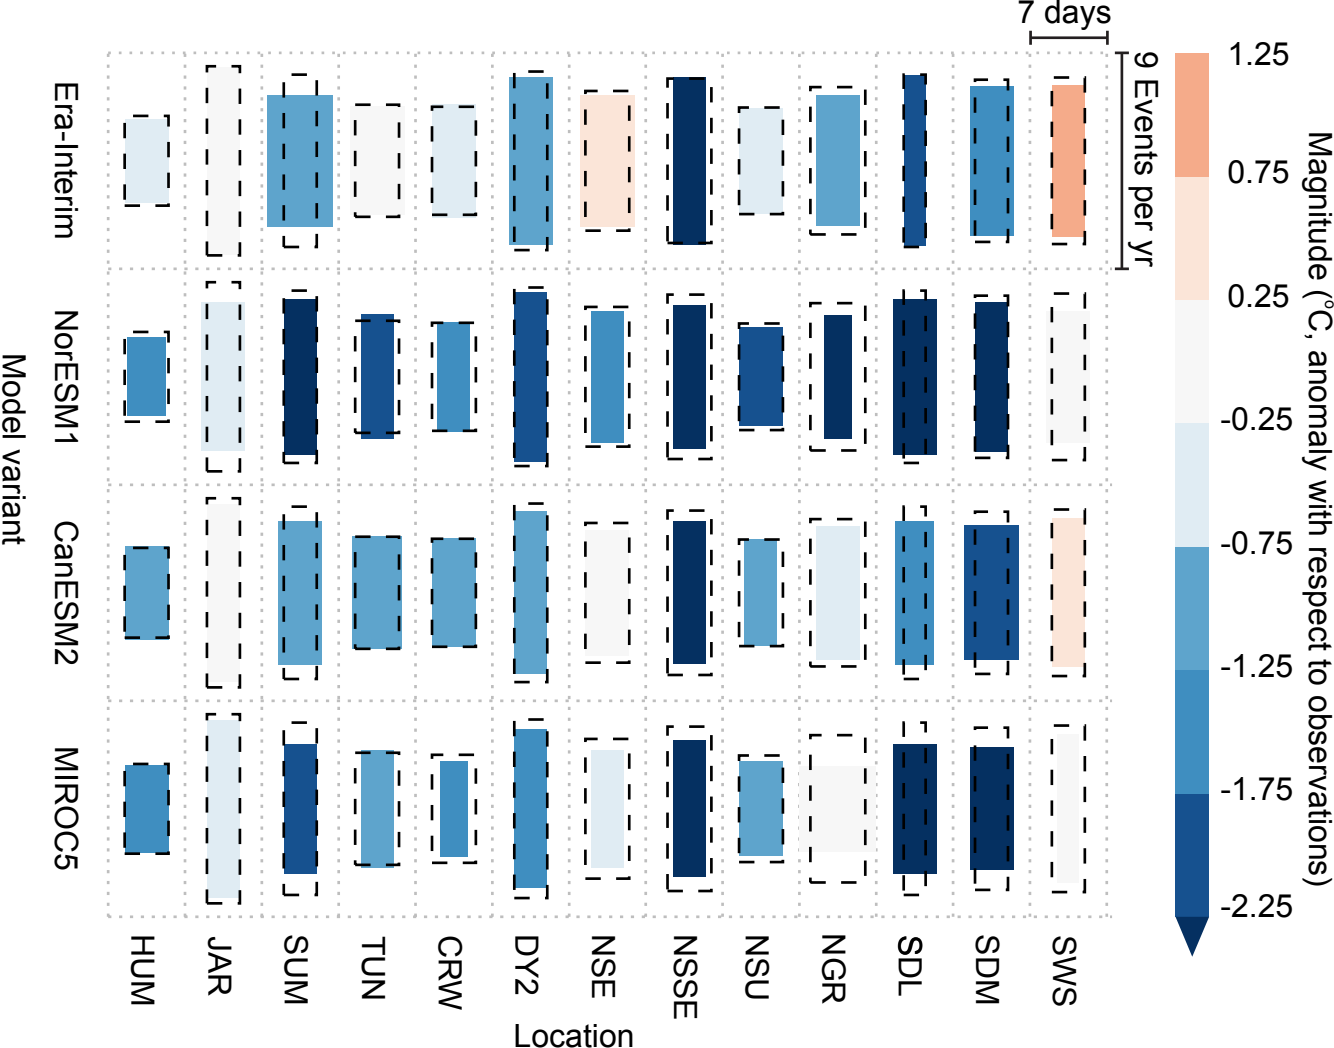 7 days
9 Events per yr
Era-Interim
NorESM1
CanESM2
MIROC5
Model variant
HUM
JAR
SUM
TUN
CRW
DY2
NSE
NSSE
NSU
NGR
SDL
SDM
SWS
Location
1.25
0.75
0.25
-0.25
-0.75
-1.25
-1.75
-2.25
Magnitude (°C, anomaly with respect to observations)